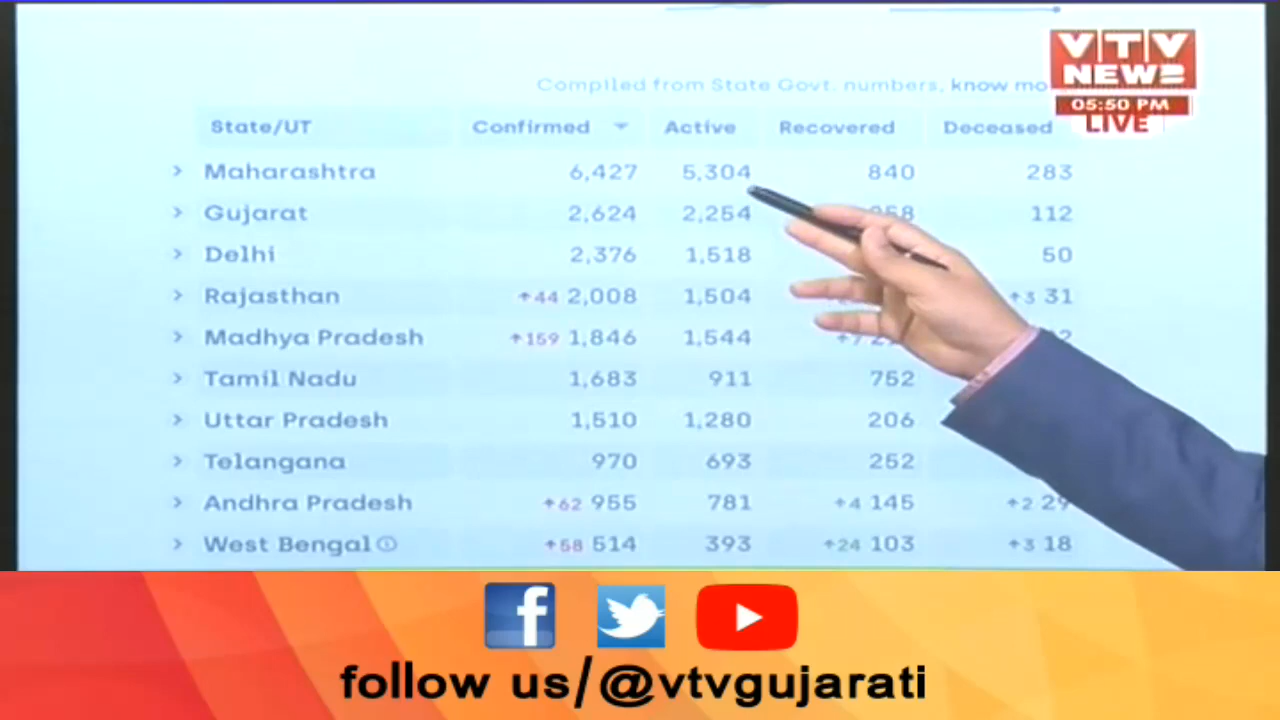 Compiled from State Govt. numbers, know mo
VTV
NEWS
05:50 PM
LIVE
State/UT Confirmed Active Recovered Deceased
Maharashtra 6,427 5,304 840 283
Gujarat 2,624 2,254 258 112
Delhi 2,376 1,518 50
Rajasthan ↑44 2,008 1,504 ↑3 31
Madhya Pradesh ↑159 1,846 1,544
Tamil Nadu 1,683 911 752
Uttar Pradesh 1,510 1,280 206
Telangana 970 693 252
Andhra Pradesh ↑62 955 781 ↑4 145 ↑2 29
West Bengal ↑58 514 393 ↑24 103 ↑3 18
follow us/@vtvgujarati